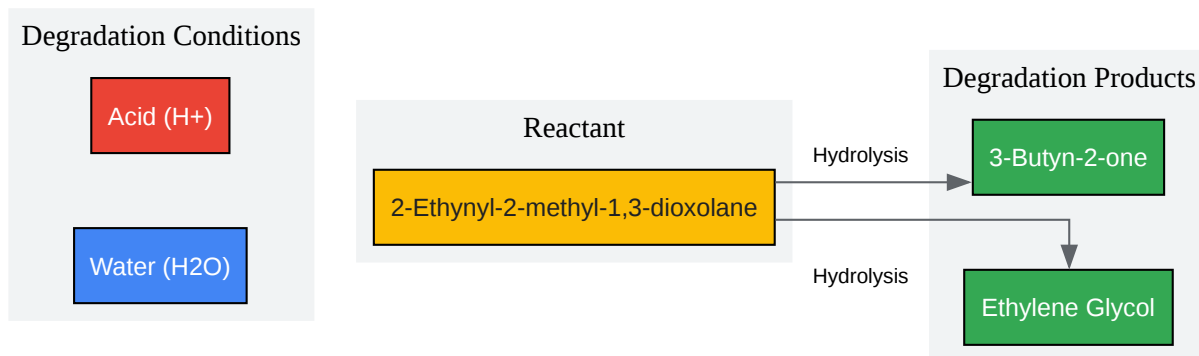 Degradation Conditions
Acid (H+)
Water (H2O)
Reactant
2-Ethynyl-2-methyl-1,3-dioxolane
Hydrolysis
Hydrolysis
Degradation Products
3-Butyn-2-one
Ethylene Glycol